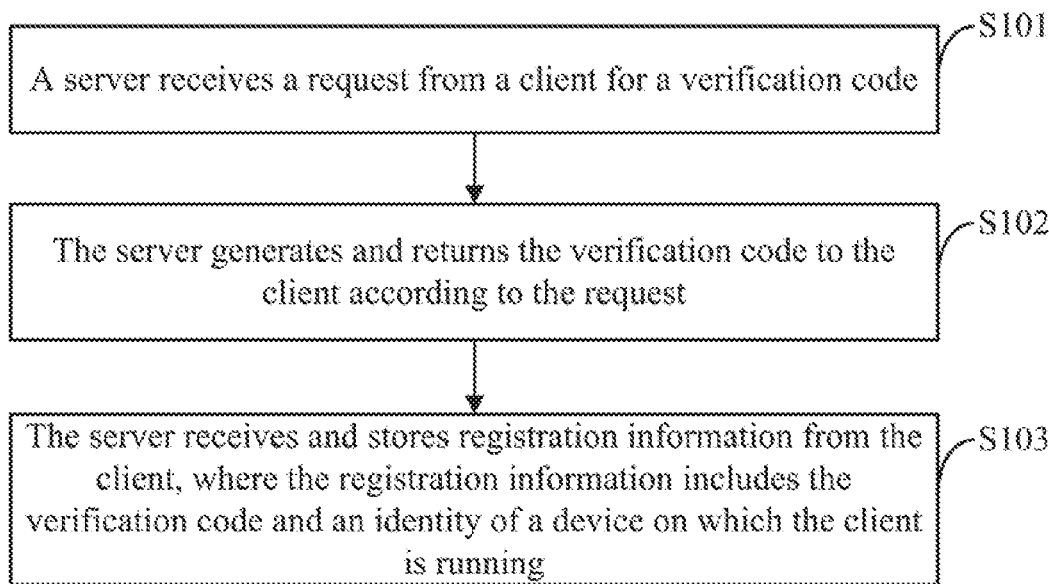 S101
A server receives a request from a client for a verification code
S102
The server generates and returns the verification code to the
client according to the request
S103
The server receives and stores registration information from the
client, where the registration information includes the
verification code and an identity of a device on which the client
is running